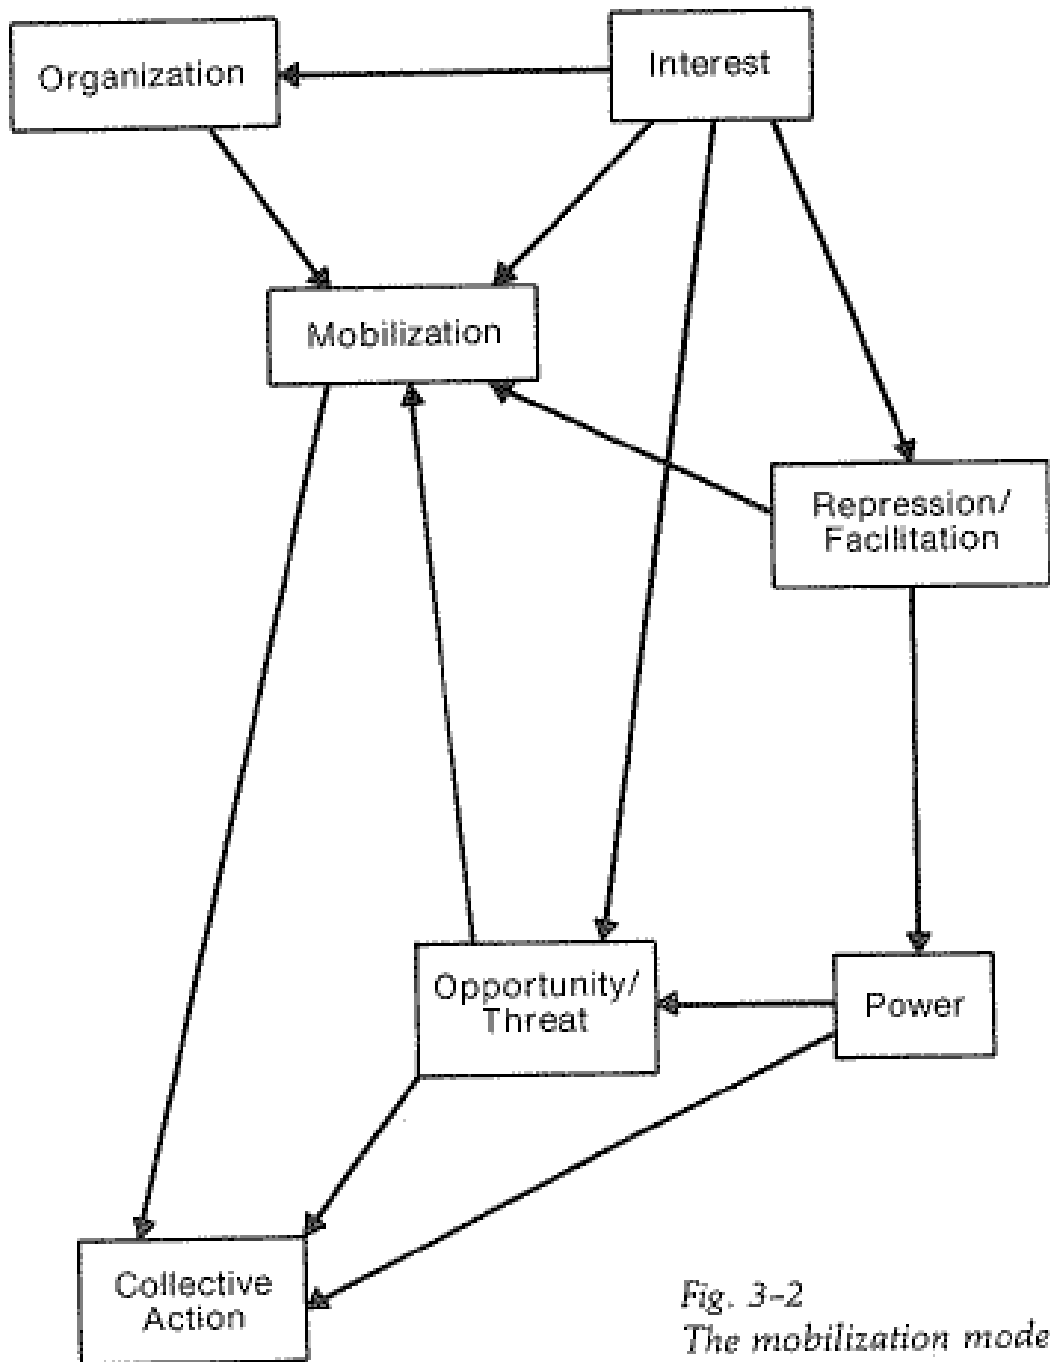 Organization
Interest
Mobilization
Repression/
Facilitation
Opportunity/
Threat
Power
Collective
Action
Fig. 3-2
The mobilization mode